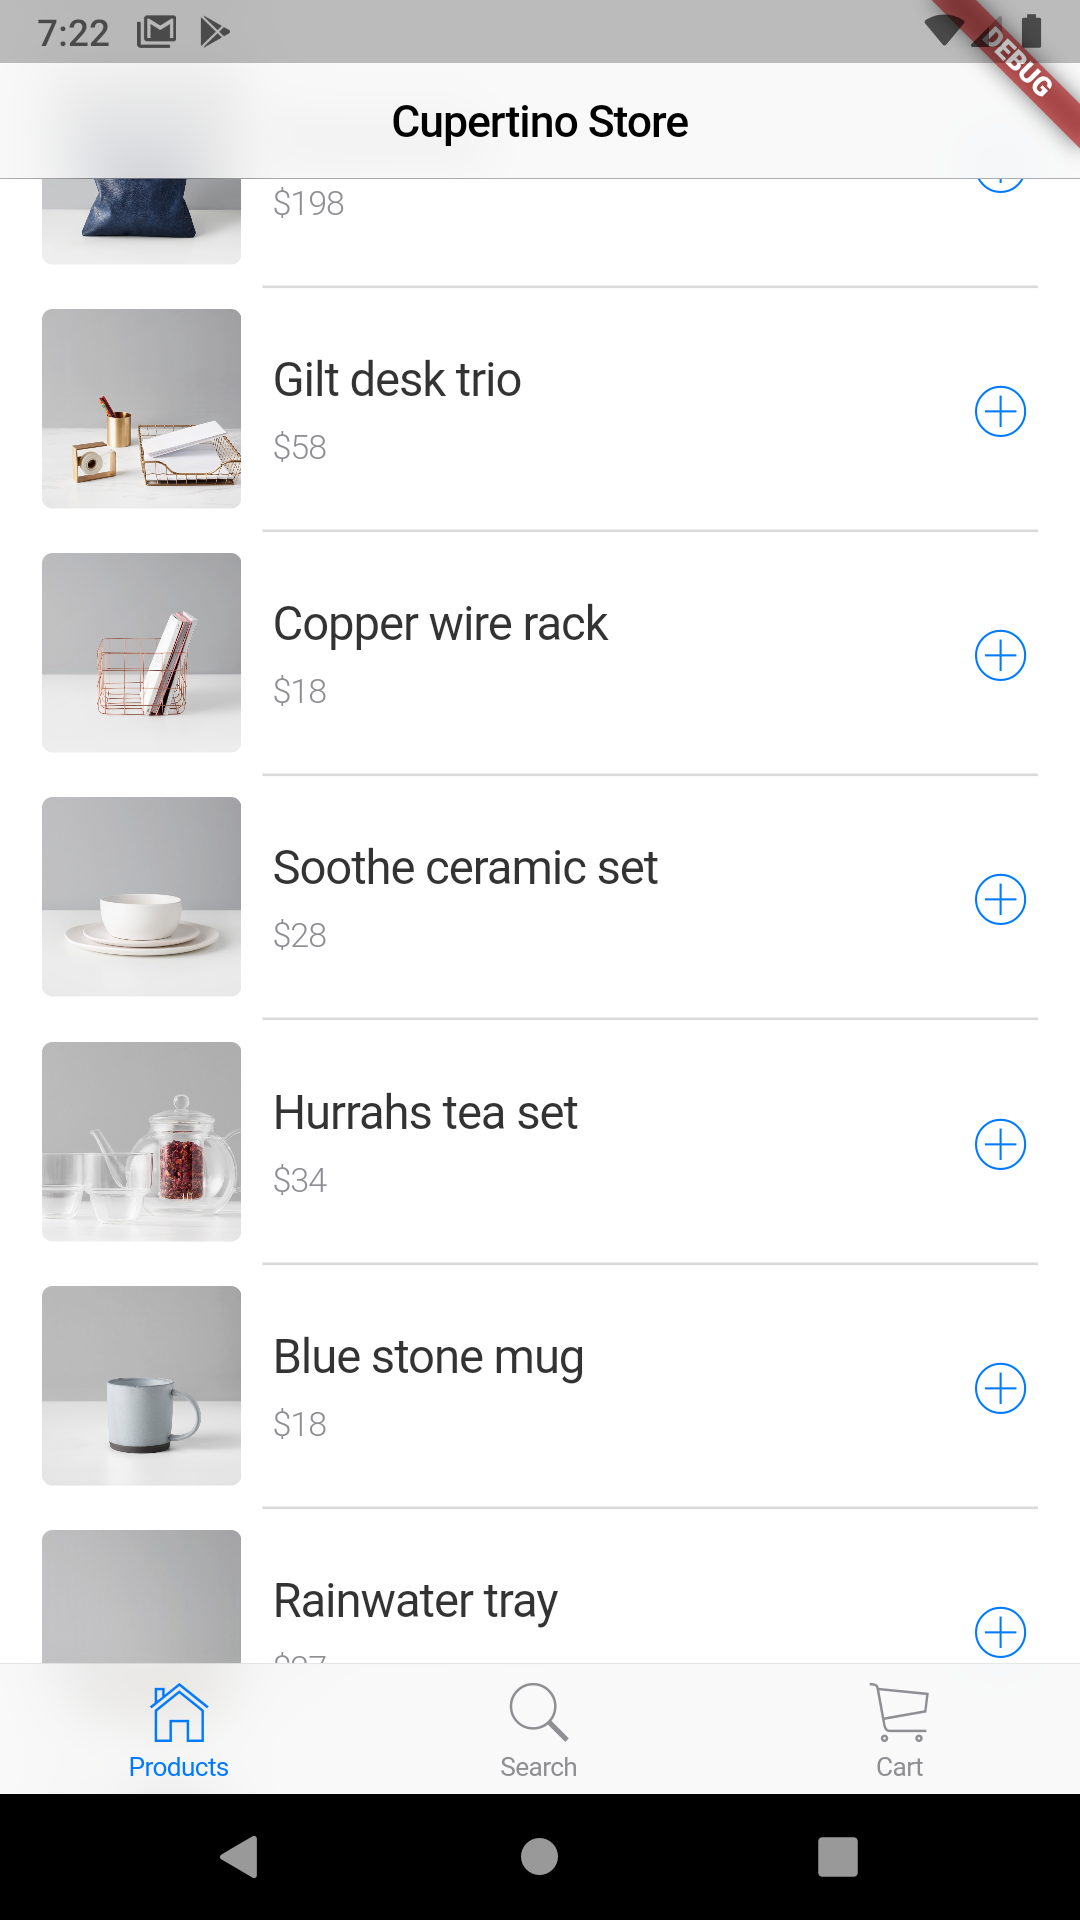 7:22
DEBUG
Cupertino Store
$198
Gilt desk trio
$58
Copper wire rack
$18
Soothe ceramic set
$28
Hurrahs tea set
$34
Blue stone mug
$18
Rainwater tray
Products
Search
Cart